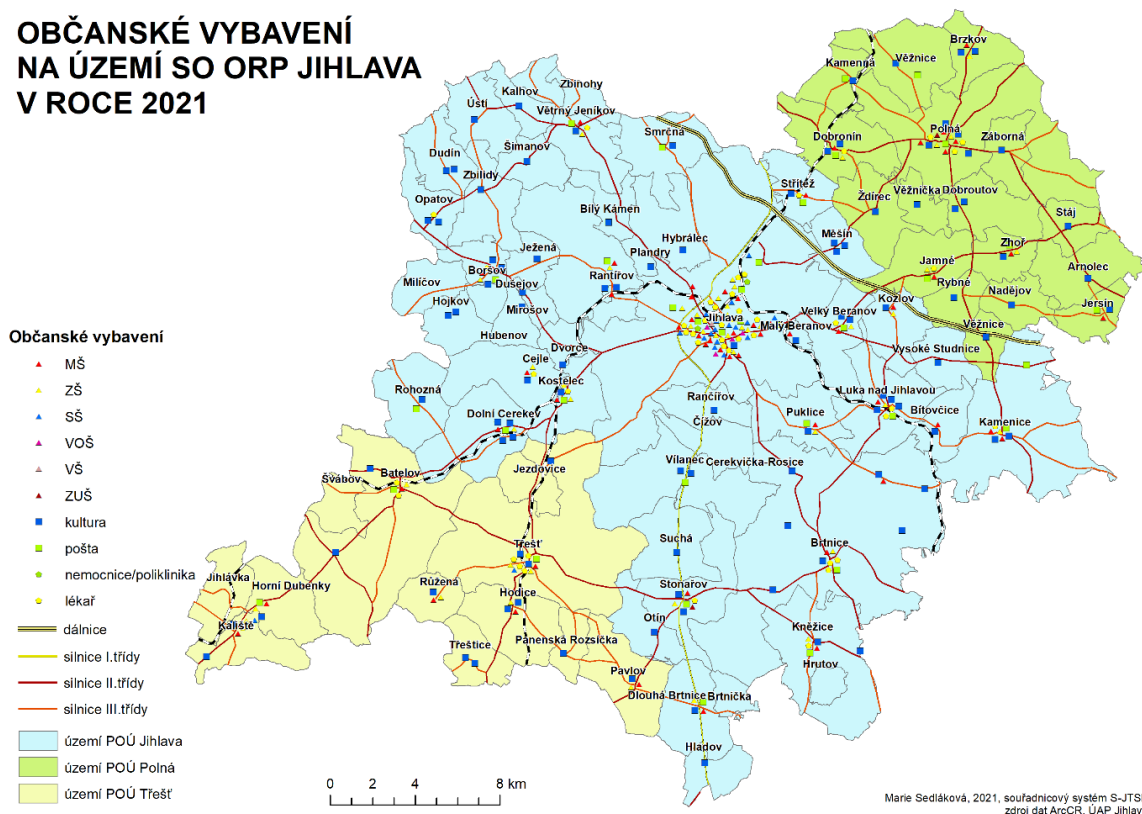 OBČANSKÉ VYBAVENÍ
NA ÚZEMÍ SO ORP JIHLAVA
V ROCE 2021
Brzkov
Věžnice
Kamenná
Zbinohy
Kalhov
Větrný Jeníkov
Ústí
Smrčná
Dobronín
Polná
Záborná
Šimanov
Dudín
Zbilidy
Střítěž
Ždírec
Věžnička
Dobroutov
Opatov
Bílý Kámen
Stáj
Měšín
Hybrálec
Zhoř
Ježená
Plandry
Jamné
Boršov
Rantířov
Arnolec
Milíčov
Dušejov
Rybné
Nadějov
Hojkov
Kozlov
Jersín
Mirošov
Jihlava
Velký Beranov
Malý Beranov
Věžnice
Hubenov
Vysoké Studnice
Dvorce
Cejle
Občanské vybavení
MŠ
ZŠ
SŠ
VOŠ
VŠ
ZUŠ
kultura
pošta
nemocnice/poliklinika
lékař
dálnice
silnice I.třídy
silnice II.třídy
silnice III.třídy
území POÚ Jihlava
území POÚ Polná
území POÚ Třešť
Kostelec
Rohozná
Rančířov
Luka nad Jihlavou
Bítovčice
Dolní Cerekev
Puklice
Čížov
Kamenice
Vílanec
Cerekvička-Rosice
Jezdovice
Batelov
Švábov
Suchá
Brtnice
Třešť
Jihlávka
Horní Dubenky
Růžená
Hodice
Stonařov
Otín
Kaliště
Kněžice
Panenská Rozsíčka
Třeštice
Hrutov
Pavlov
Dlouhá Brtnice
Brtnička
Hladov
0 2 4 8 km
Marie Sedláková, 2021, souřadnicový systém S-JTS
zdroj dat ArcČR, ÚAP Jihlav